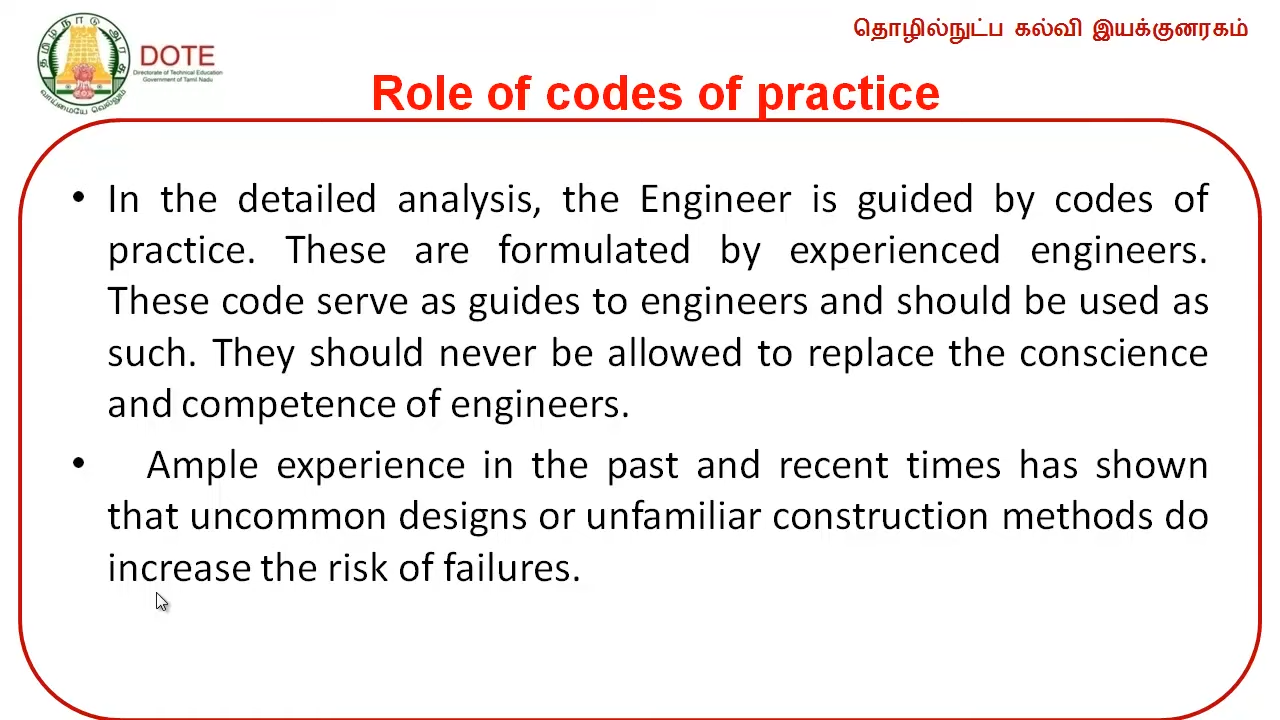 தொழில்நுட்ப கல்வி இயக்குனரகம்
தமிழ்நாடு அரசு
வாய்மையே வெல்லும்
DOTE
Directorate of Technical Education
Government of Tamil Nadu
Role of codes of practice
• In the detailed analysis, the Engineer is guided by codes of
practice. These are formulated by experienced engineers.
These code serve as guides to engineers and should be used as
such. They should never be allowed to replace the conscience
and competence of engineers.
• Ample experience in the past and recent times has shown
that uncommon designs or unfamiliar construction methods do
increase the risk of failures.